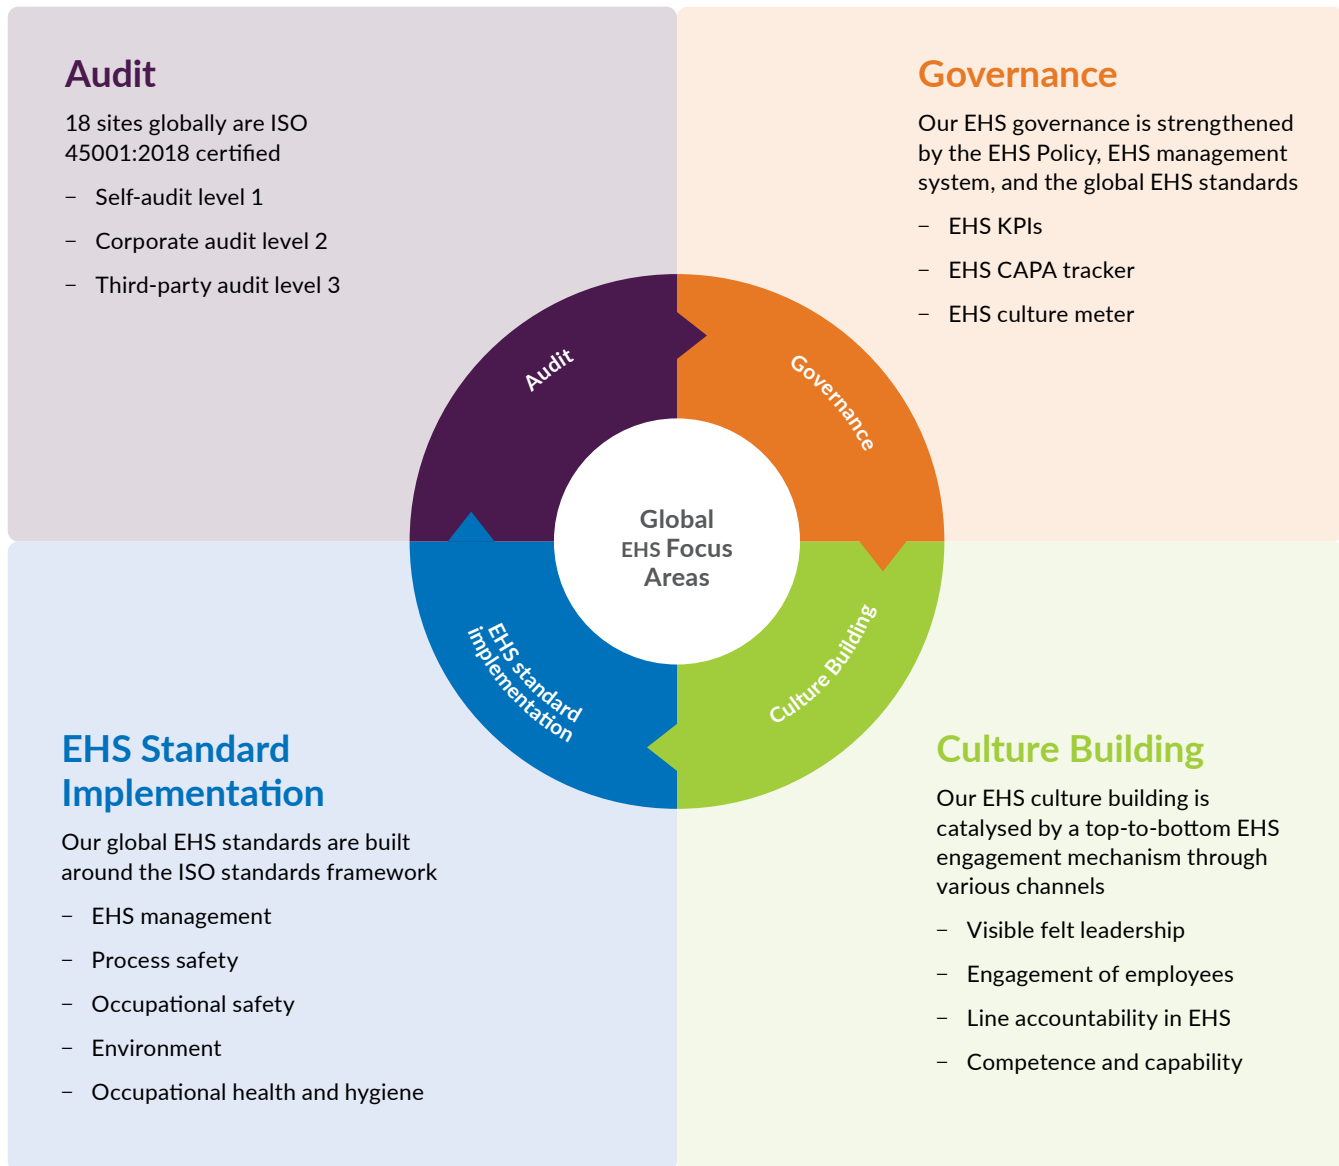 Audit
18 sites globally are ISO
45001:2018 certified
– Self-audit level 1
– Corporate audit level 2
– Third-party audit level 3
Governance
Our EHS governance is strengthened
by the EHS Policy, EHS management
system, and the global EHS standards
– EHS KPIs
– EHS CAPA tracker
– EHS culture meter
Audit
Governance
Global
EHS Focus
Areas
EHS standard
implementation
Culture Building
EHS Standard
Implementation
Our global EHS standards are built
around the ISO standards framework
– EHS management
– Process safety
– Occupational safety
– Environment
– Occupational health and hygiene
Culture Building
Our EHS culture building is
catalysed by a top-to-bottom EHS
engagement mechanism through
various channels
– Visible felt leadership
– Engagement of employees
– Line accountability in EHS
– Competence and capability